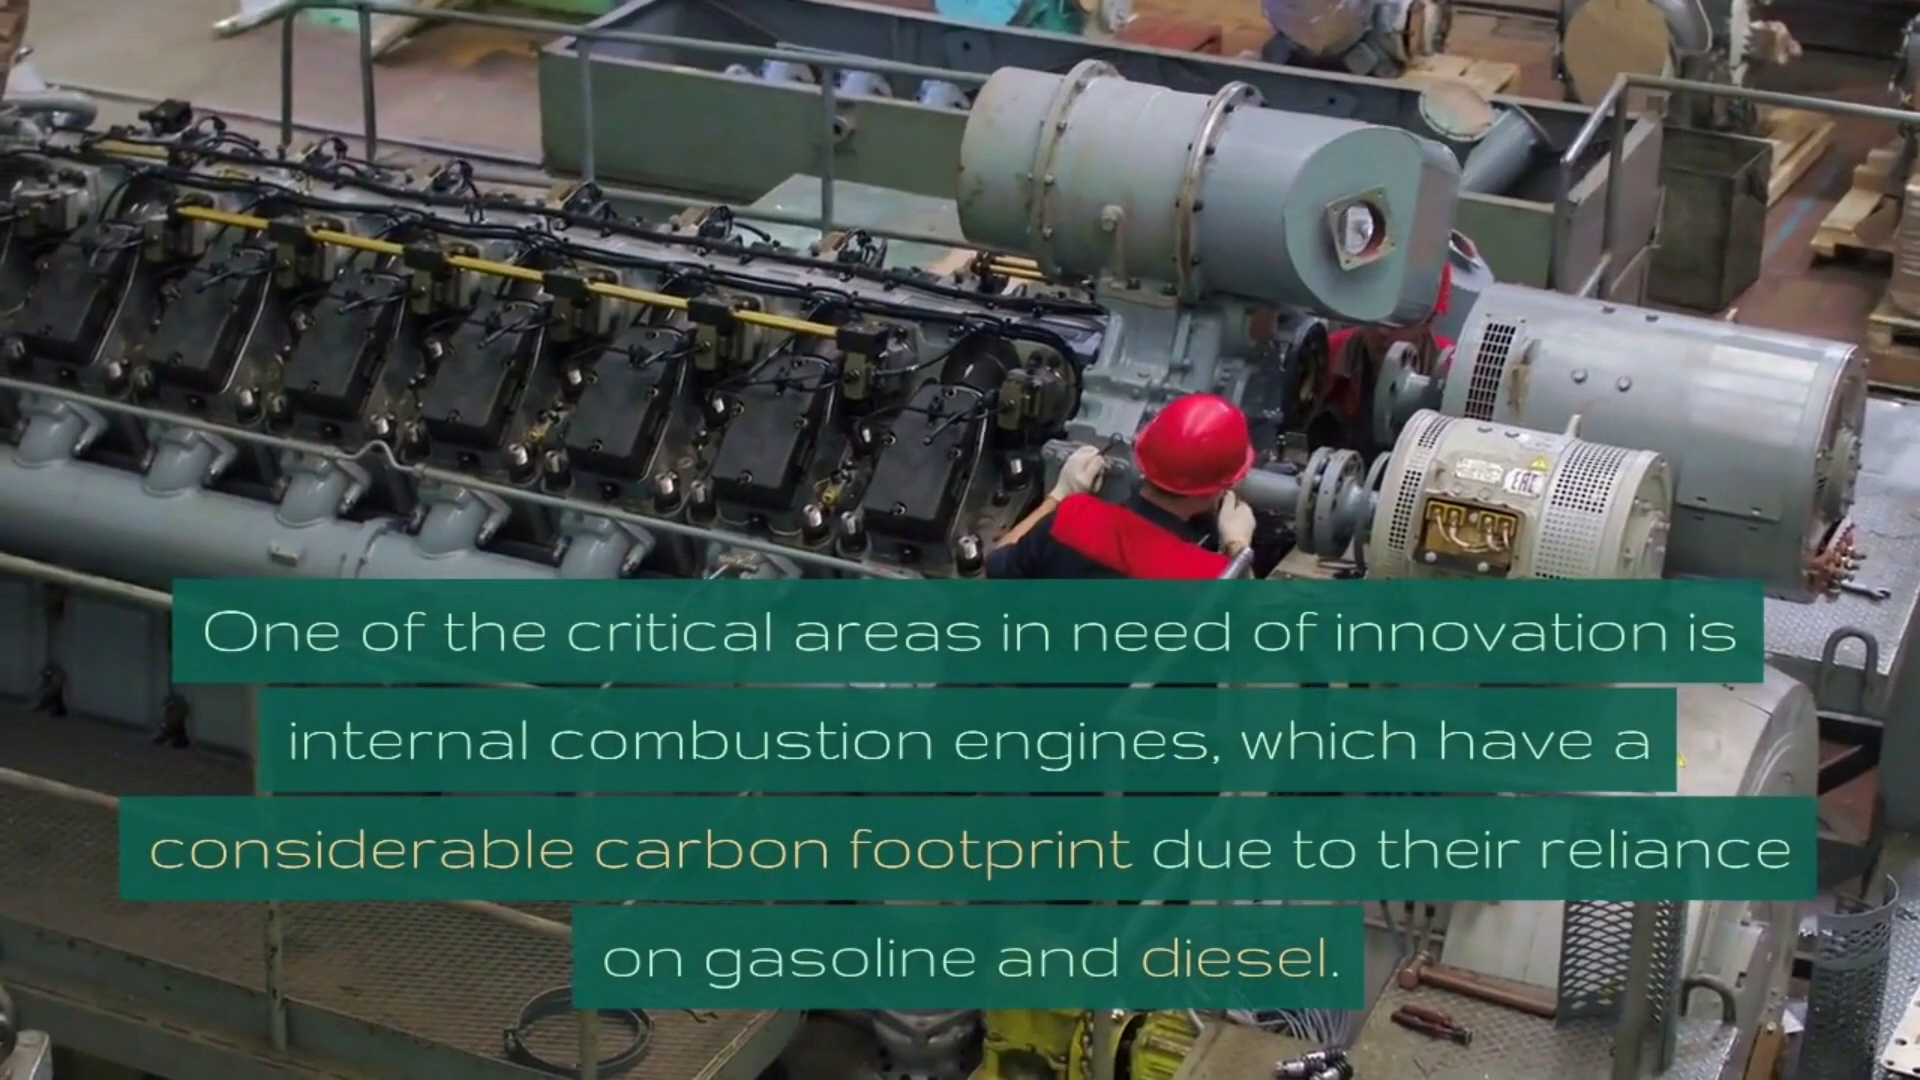 EAC
One of the critical areas in need of innovation is
internal combustion engines, which have a
considerable carbon footprint due to their reliance
on gasoline and diesel.